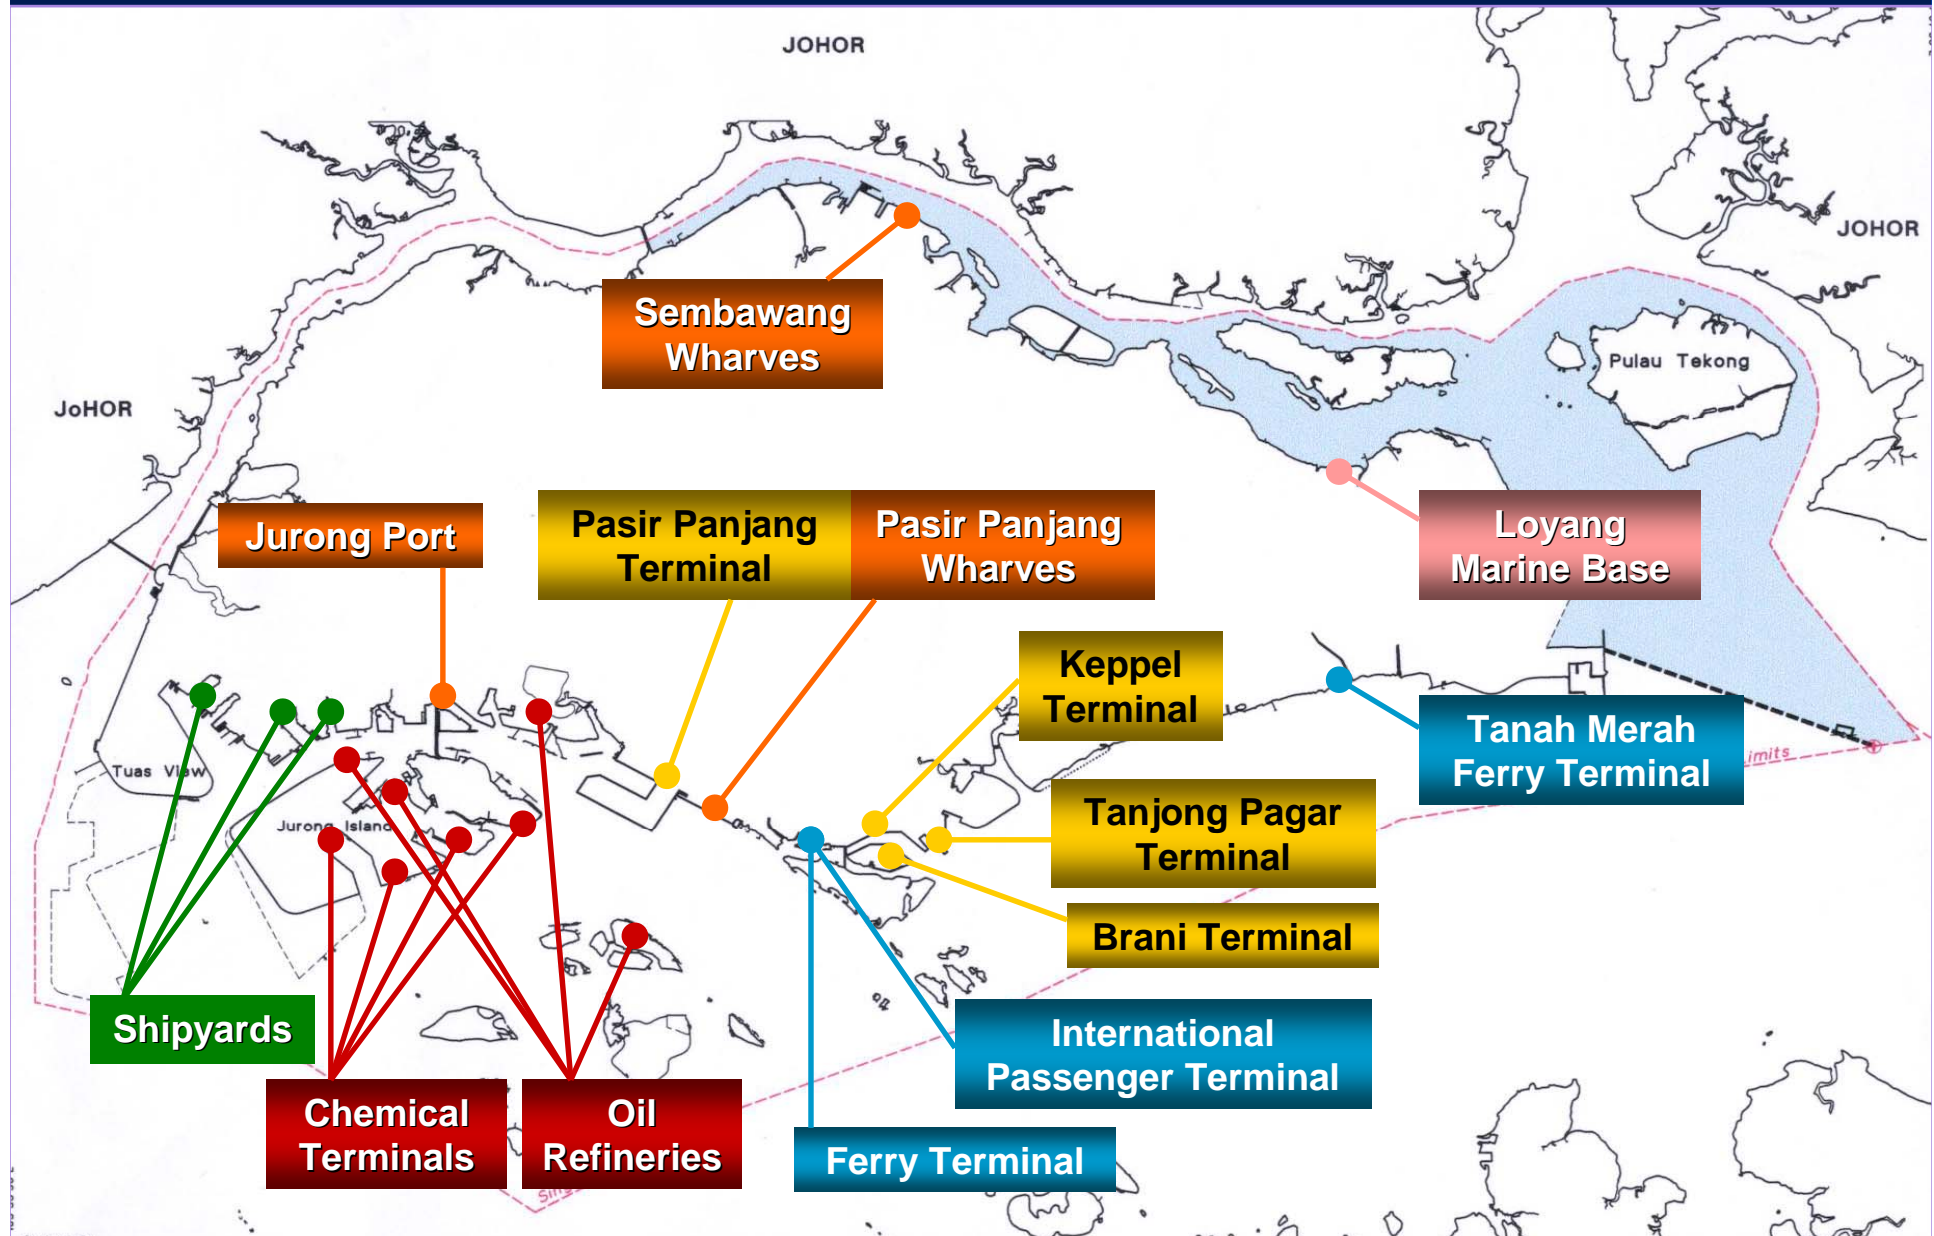 JOHOR
JOHOR
Sembawang
Wharves
Pulau Tekong
JoHOR
Jurong Port
Pasir Panjang
Terminal
Pasir Panjang
Wharves
Loyang
Marine Base
Keppel
Terminal
Tanah Merah
Ferry Terminal
imits
Tuas View
Jurong Island
Tanjong Pagar
Terminal
Brani Terminal
Shipyards
International
Passenger Terminal
Chemical
Terminals
Oil
Refineries
Ferry Terminal
Sing